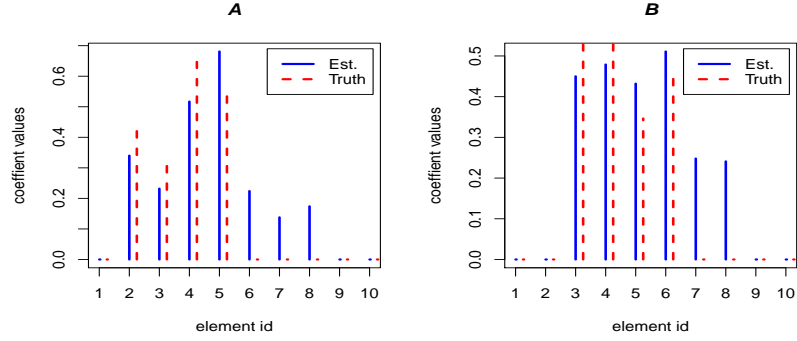 A
coeffient values
0.0
0.2
0.4
0.6
Est.
Truth
1 2 3 4 5 6 7 8 9 10
element id
B
coeffient values
0.0
0.1
0.2
0.3
0.4
0.5
Est.
Truth
1 2 3 4 5 6 7 8 9 10
element id